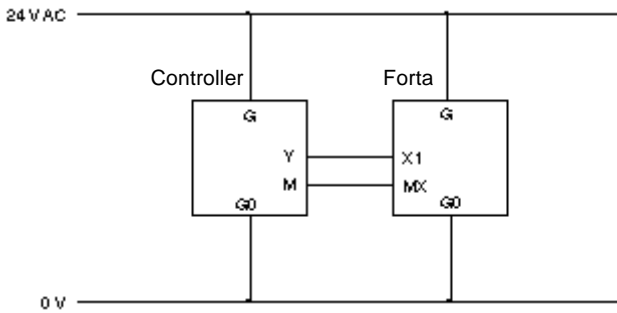 24 V AC
Controller Forta
G G
Y X1
M MX
G0 G0
0 V